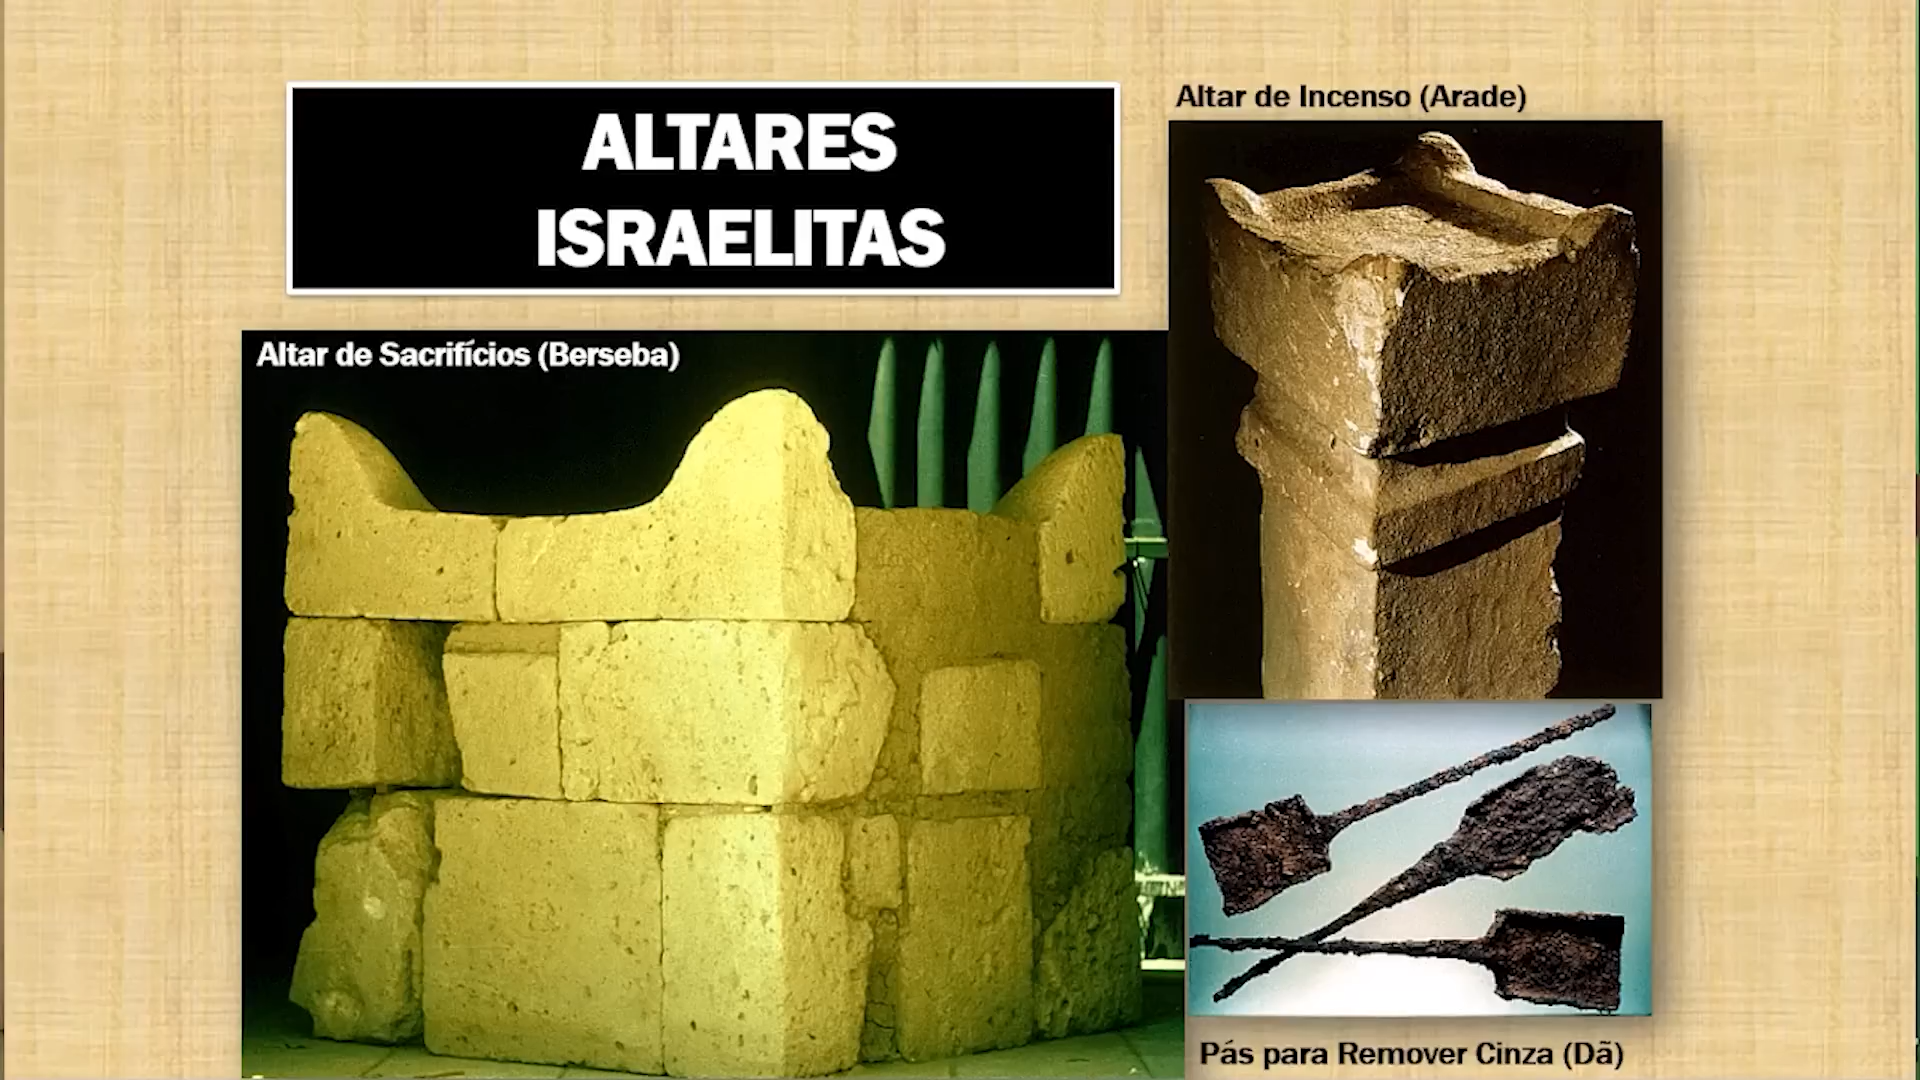 ALTARES
ISRAELITAS
Altar de Incenso (Arade)
Altar de Sacrifícios (Berseba)
Pás para Remover Cinza (Dã)